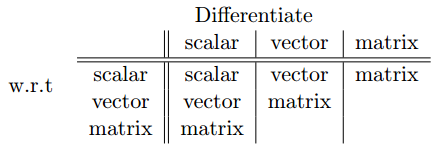 Differentiate
scalar vector matrix
w.r.t scalar scalar vector matrix
vector vector matrix
matrix matrix